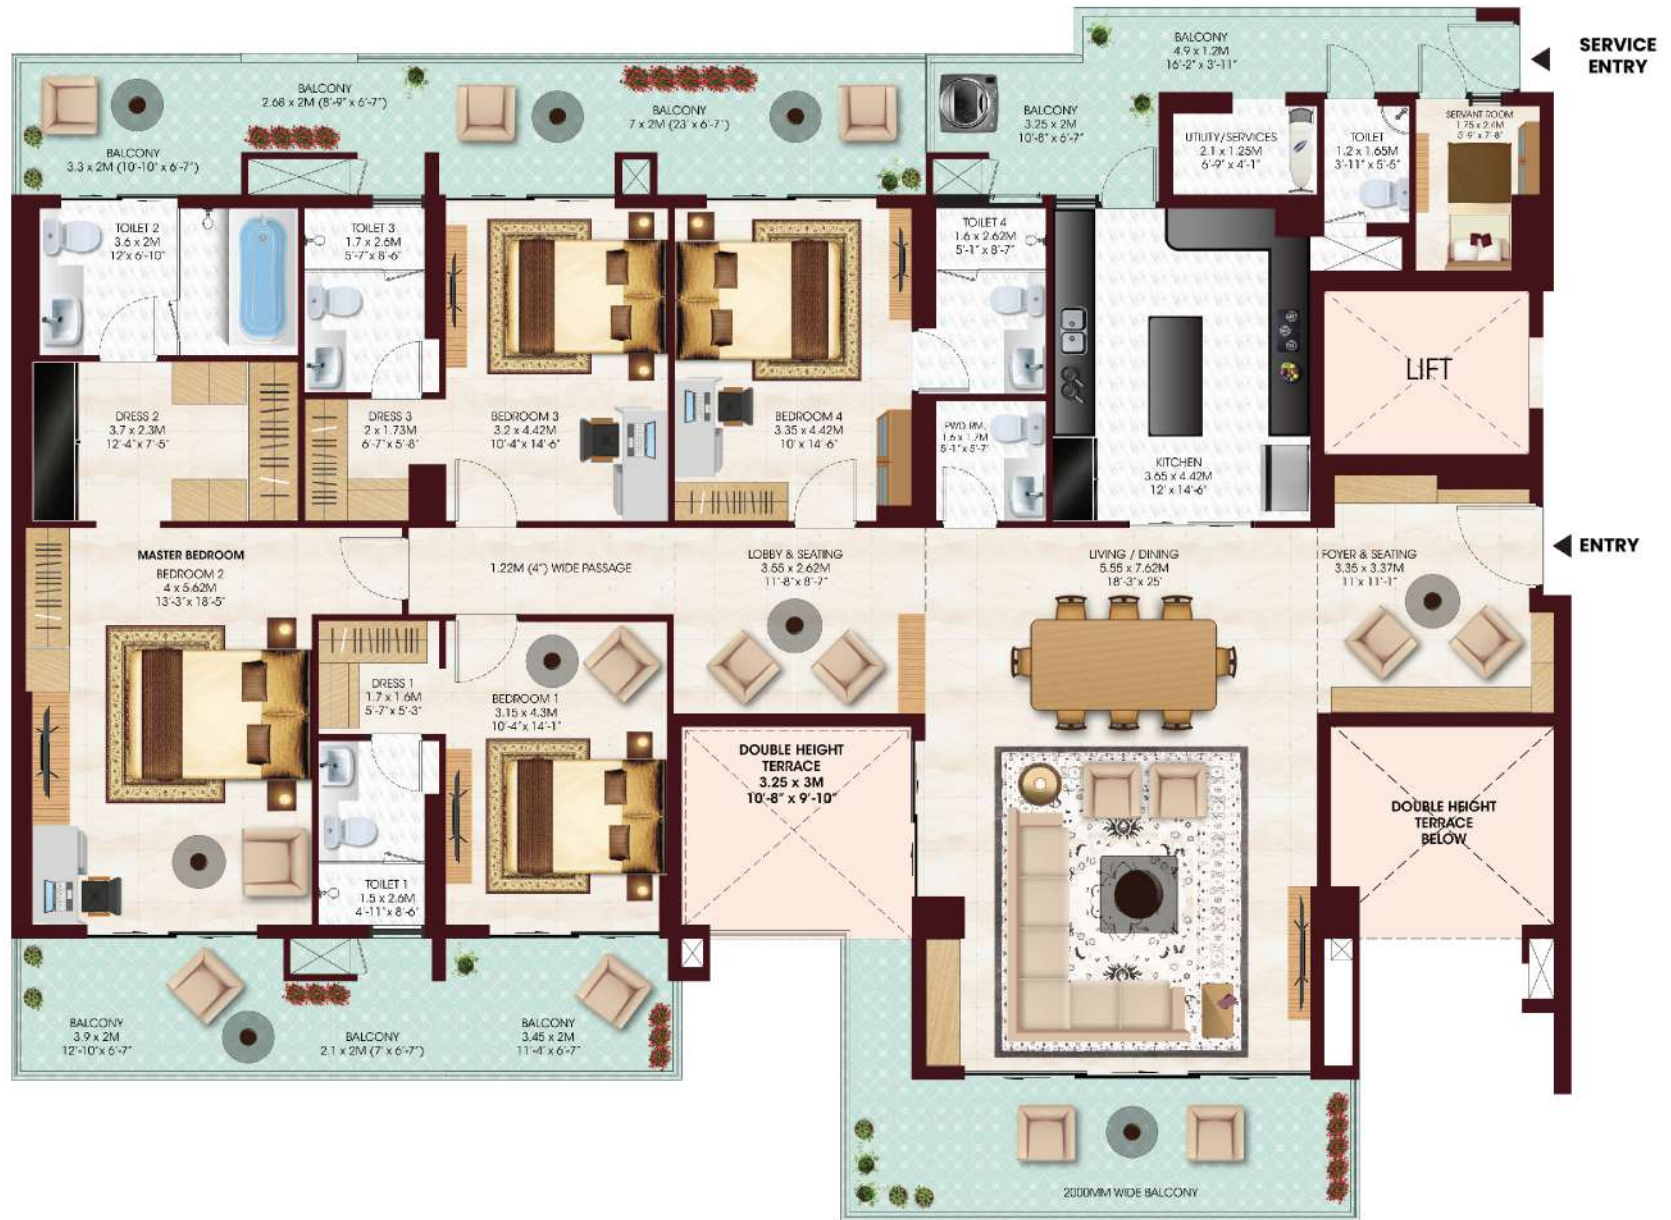 SERVICE
ENTRY
BALCONY
4.9 x 1.2M
16'-2" x 3'-11"
BALCONY
2.68 x 2M (8'-9" x 6'-7")
BALCONY
7 x 2M (23' x 6'-7")
BALCONY
3.25 x 2M
10'-8" x 6'-7"
BALCONY
3.3 x 2M (10'-10" x 6'-7")
UTILITY/SERVICES
2.1 x 1.25M
6'-9" x 4'-1"
TOILET
1.2 x 1.65M
3'-11" x 5'-5"
SERVANT ROOM
1.75 x 2.4M
5'-9" x 7'-8"
TOILET 2
3.6 x 2M
12' x 6'-10"
TOILET 3
1.7 x 2.6M
5'-7" x 8'-6"
TOILET 4
1.6 x 2.62M
5'-1" x 8'-7"
LIFT
DRESS 2
3.7 x 2.3M
12'-4" x 7'-5"
DRESS 3
2 x 1.73M
6'-7" x 5'-8"
BEDROOM 3
3.2 x 4.42M
10'-4" x 14'-6"
BEDROOM 4
3.35 x 4.42M
10' x 14'-6"
PWD RM.
1.6 x 1.7M
5'-1" x 5'-7"
KITCHEN
3.65 x 4.42M
12' x 14'-6"
ENTRY
MASTER BEDROOM
BEDROOM 2
4 x 5.62M
13'-3" x 18'-5"
1.22M (4") WIDE PASSAGE
LOBBY & SEATING
3.55 x 2.62M
11'-8" x 8'-7"
LIVING / DINING
5.55 x 7.62M
18'-3" x 25'
FOYER & SEATING
3.35 x 3.37M
11' x 11'-1"
DRESS 1
1.7 x 1.6M
5'-7" x 5'-3"
BEDROOM 1
3.15 x 4.3M
10'-4" x 14'-1"
DOUBLE HEIGHT
TERRACE
3.25 x 3M
10'-8" x 9'-10"
DOUBLE HEIGHT
TERRACE
BELOW
TOILET 1
1.5 x 2.6M
4'-11" x 8'-6"
BALCONY
3.9 x 2M
12'-10" x 6'-7"
BALCONY
2.1 x 2M (7' x 6'-7")
BALCONY
3.45 x 2M
11'-4' x 6'-7"
2000MM WIDE BALCONY